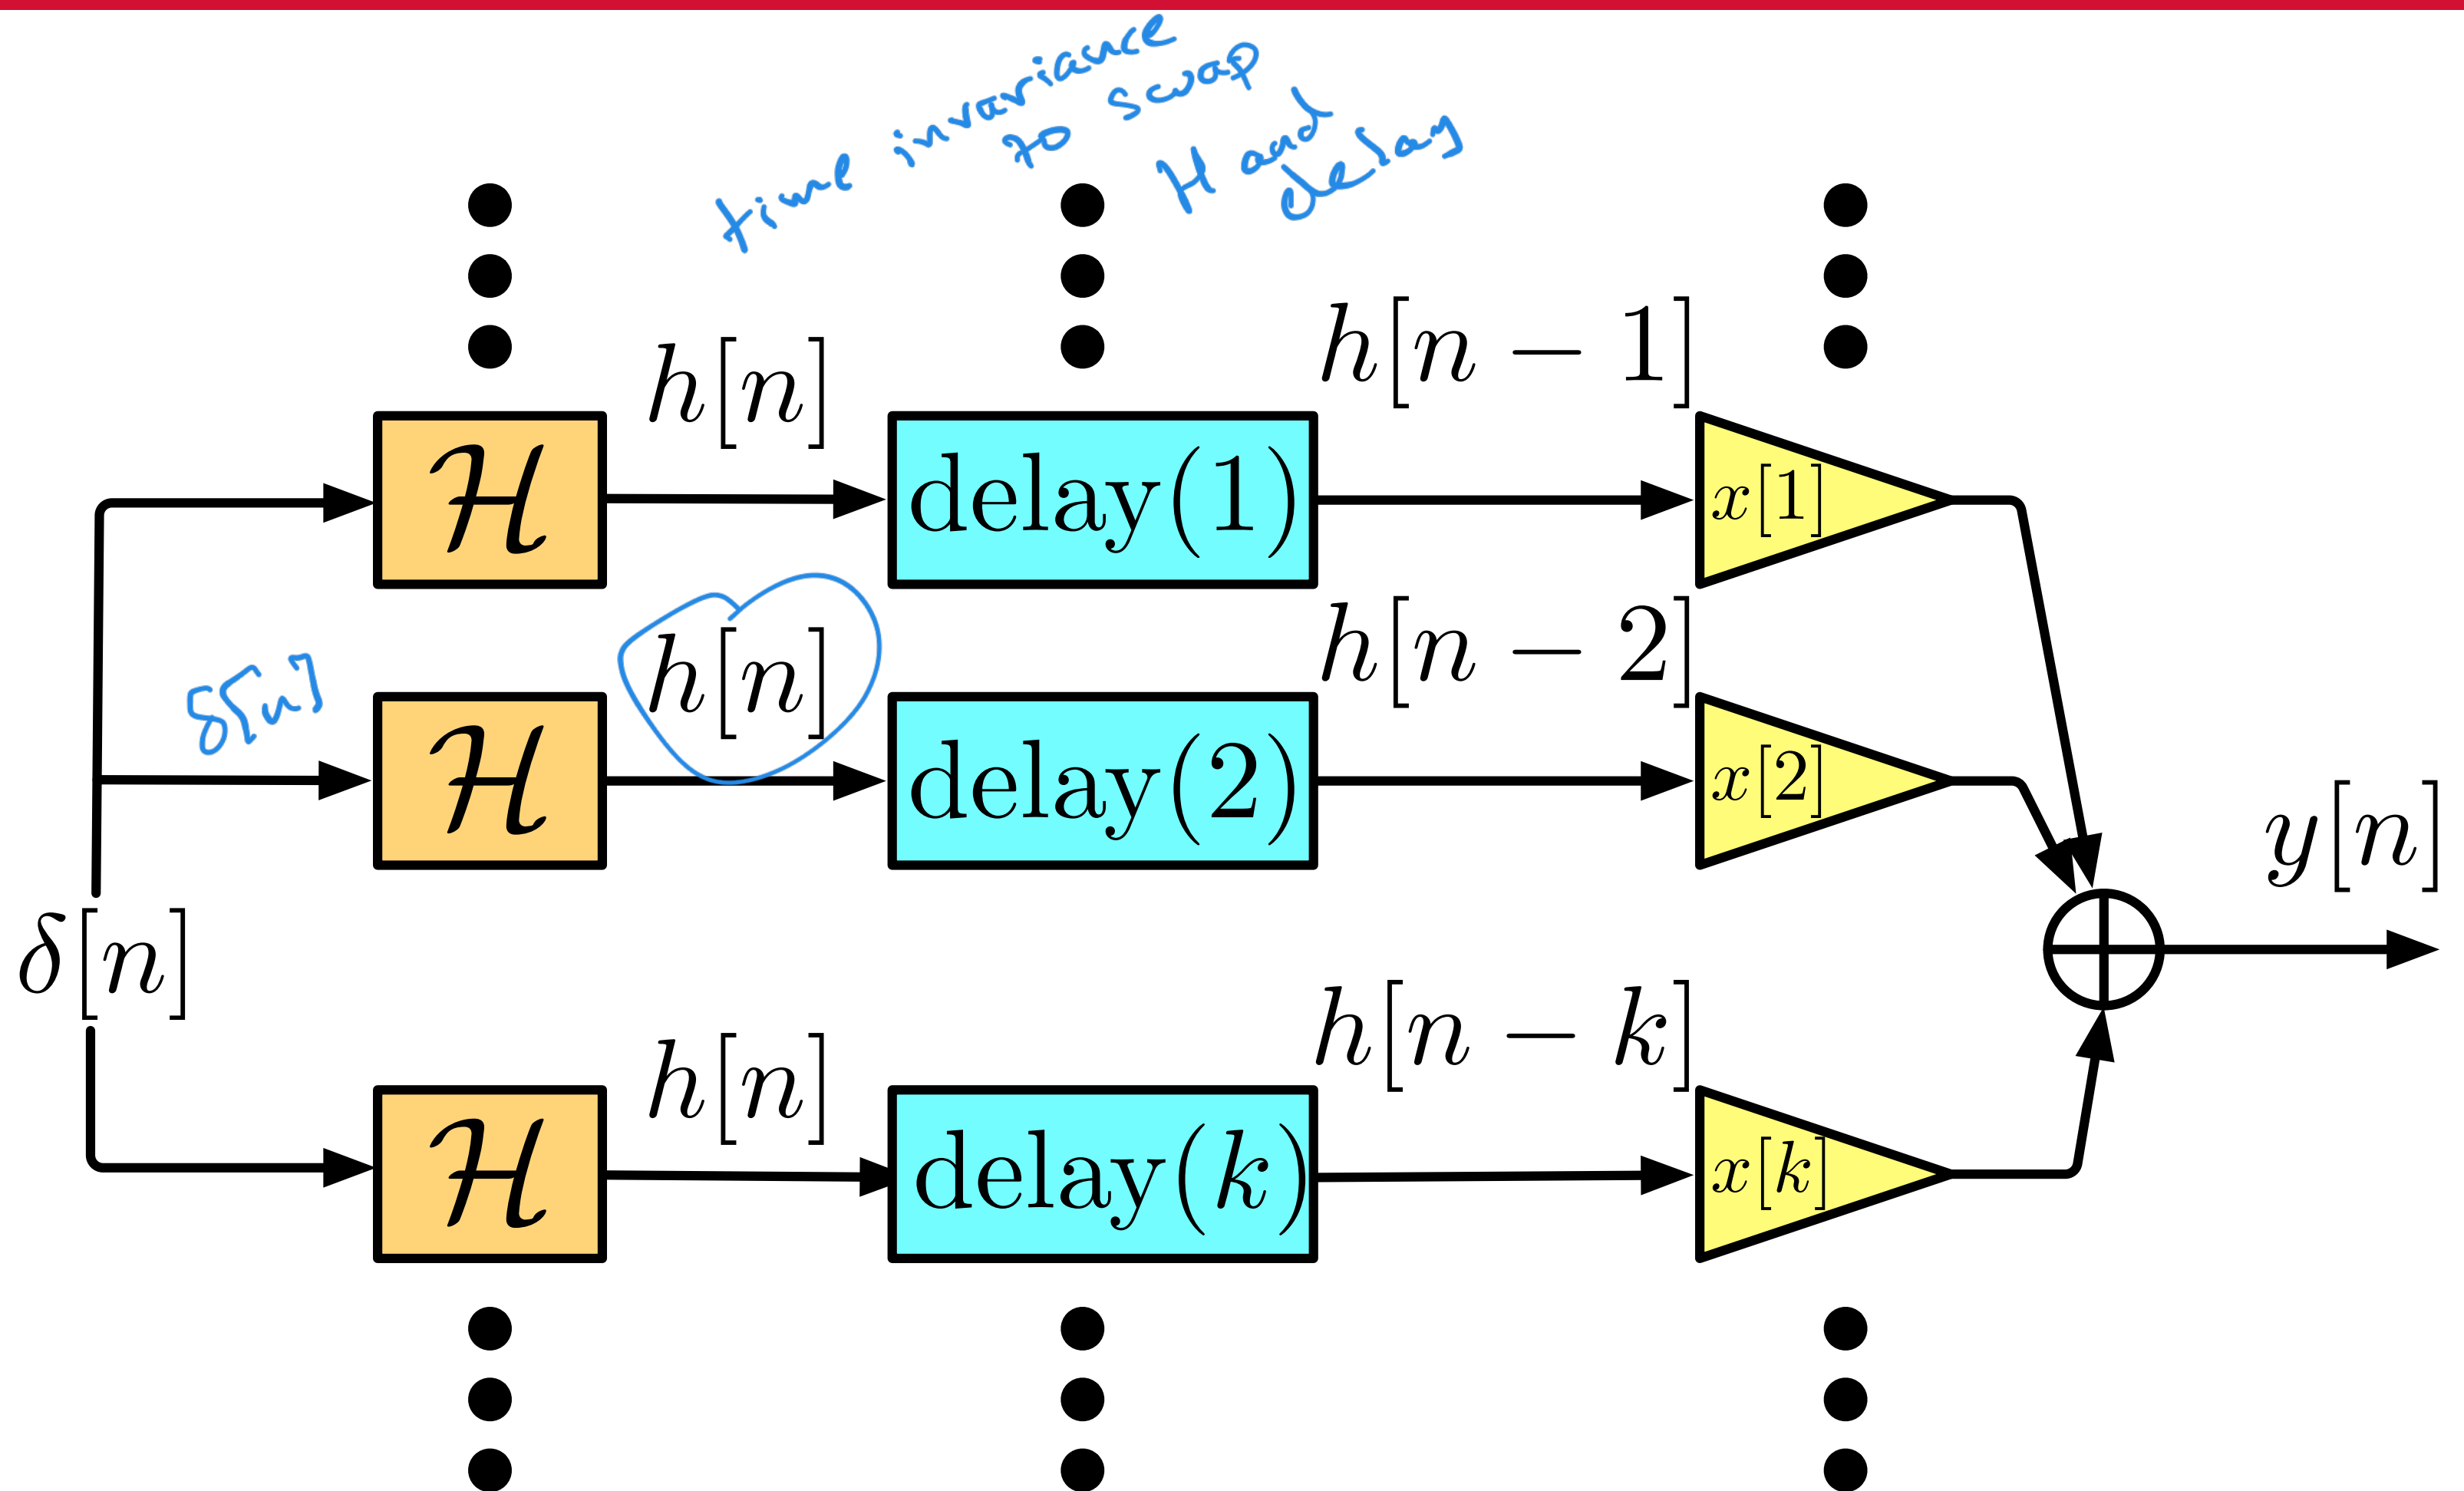 time invariance
to swap
H and
delay
h[n]
h[n − 1]
H
delay(1)
x[1]
h[n]
h[n − 2]
δ[n]
H
delay(2)
x[2]
y[n]
δ[n]
h[n]
h[n − k]
H
delay(k)
x[k]